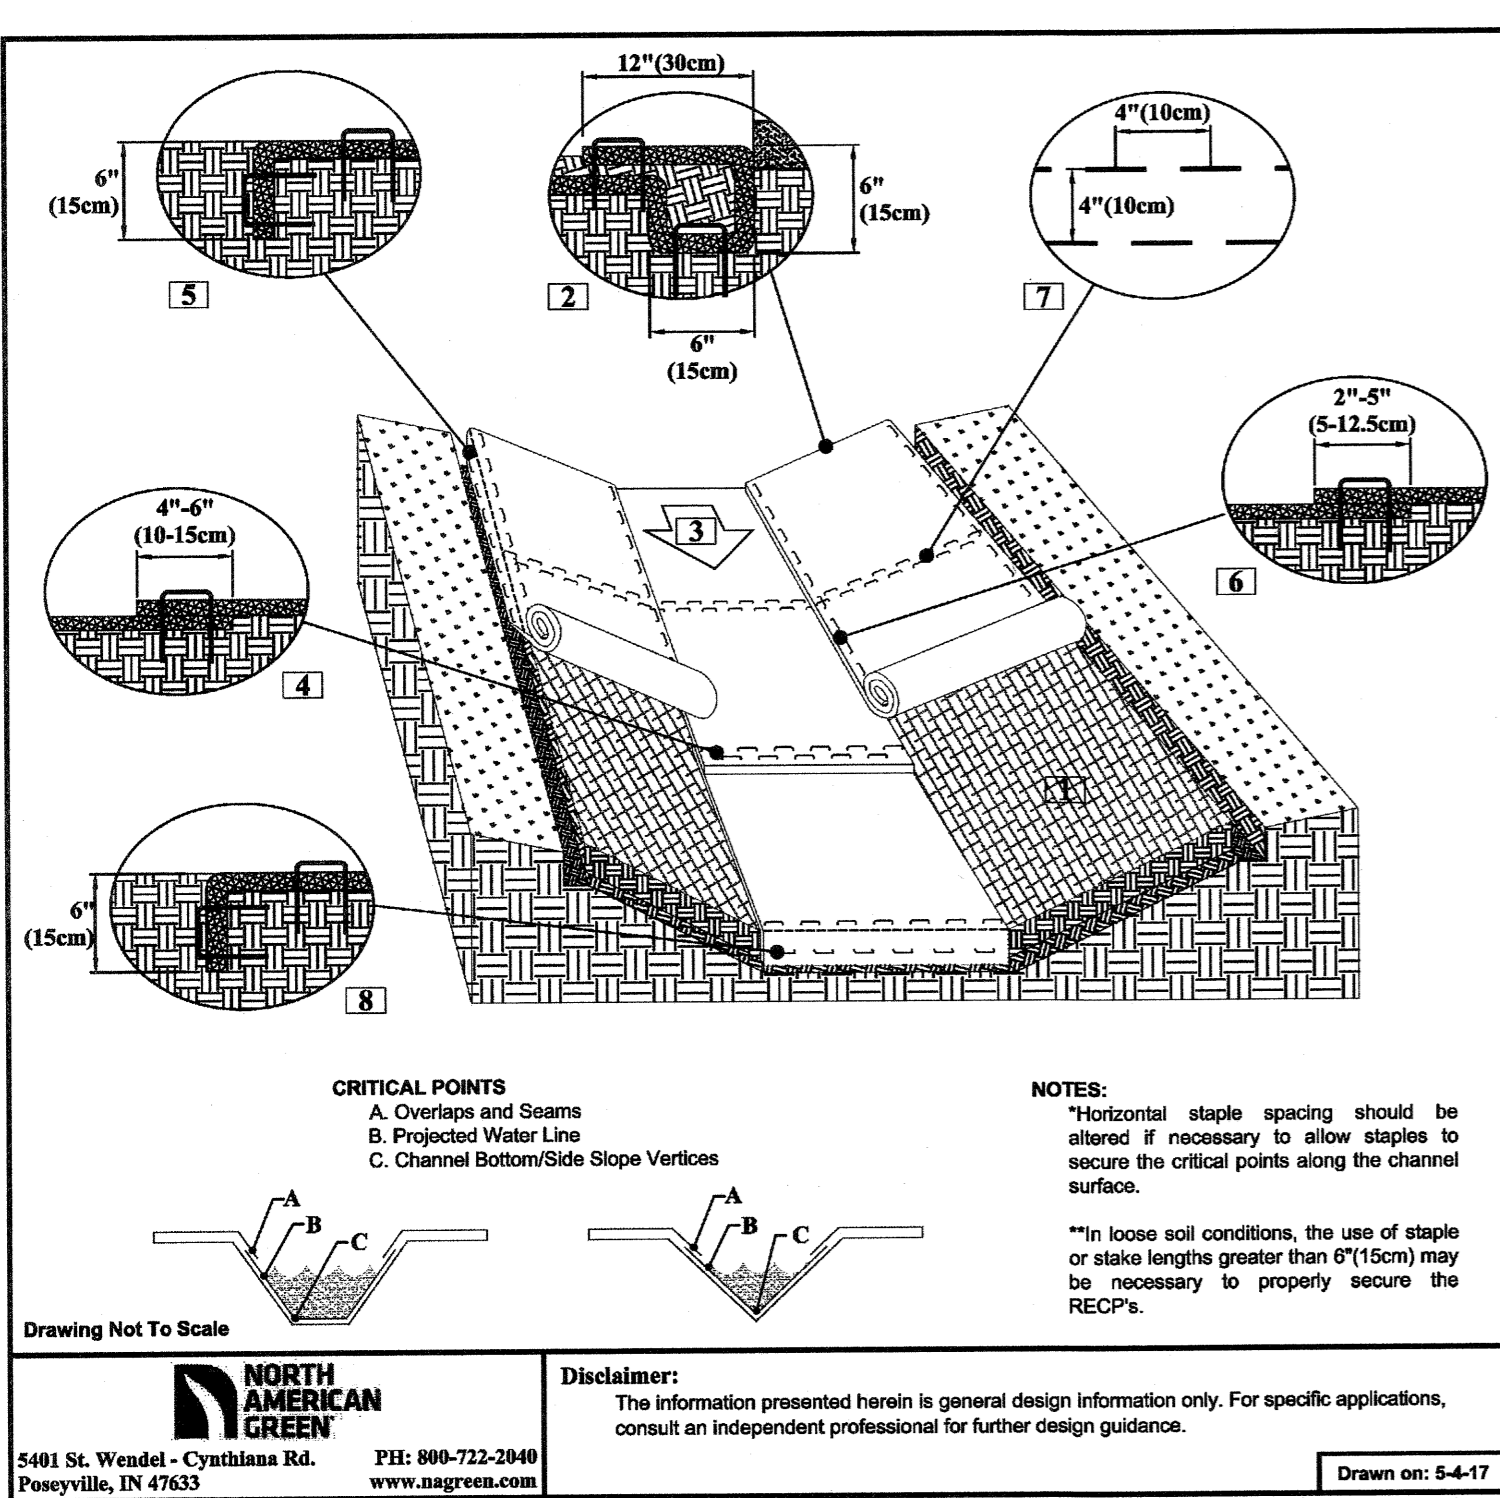 12"(30cm)
4"(10cm)
6"
(15cm)
6"
(15cm)
4"(10cm)
5
2
7
6"
(15cm)
2"-5"
(5-12.5cm)
4"-6"
(10-15cm)
3
6
4
1
6"
(15cm)
8
CRITICAL POINTS
A. Overlaps and Seams
B. Projected Water Line
C. Channel Bottom/Side Slope Vertices
NOTES:
*Horizontal staple spacing should be
altered if necessary to allow staples to
secure the critical points along the channel
surface.
**In loose soil conditions, the use of staple
or stake lengths greater than 6"(15cm) may
be necessary to properly secure the
RECP's.
A
B
C
A
B
C
Drawing Not To Scale
NORTH
AMERICAN
GREEN
5401 St. Wendel - Cynthiana Rd.
Poseyville, IN 47633
PH: 800-722-2040
www.nagreen.com
Disclaimer:
The information presented herein is general design information only. For specific applications,
consult an independent professional for further design guidance.
Drawn on: 5-4-17